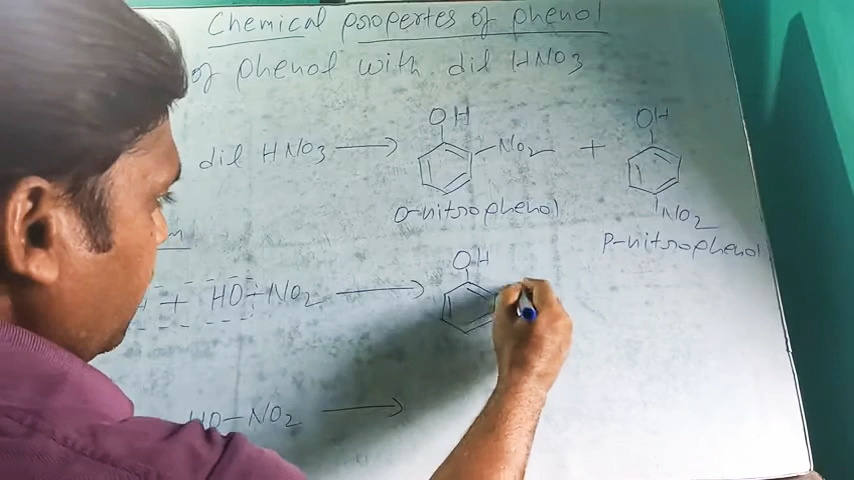 Chemical propertes of phenol
of phenol with dil HNO3
dil HNO3 → OH NO2 + OH NO2
O-nitrophenol P-nitrophenol
H + HO-NO2 → OH
HO-NO2 →